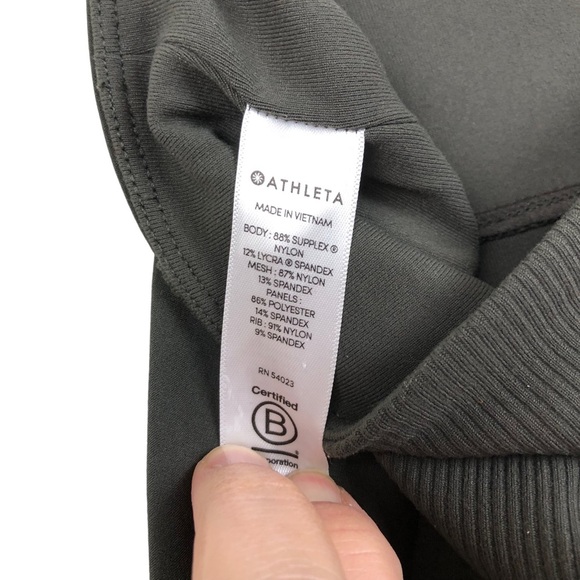 ATHLETA
MADE IN VIETNAM
BODY : 88% SUPPLEX ®
NYLON
12% LYCRA ® SPANDEX
MESH : 87% NYLON
13% SPANDEX
PANELS :
86% POLYESTER
14% SPANDEX
RIB : 91% NYLON
9% SPANDEX
RN 54023
Certified
B